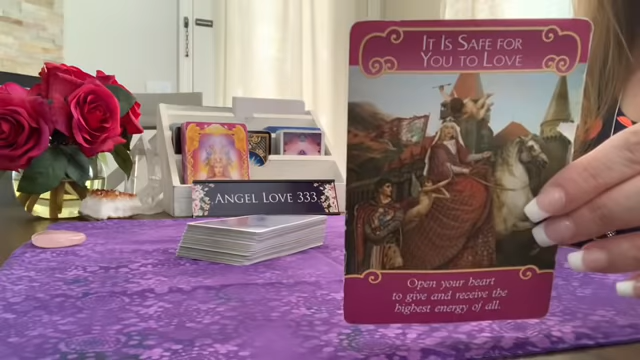 It Is Safe for
You to Love
Angel Love 333
Open your heart
to give and receive the
highest energy of all.